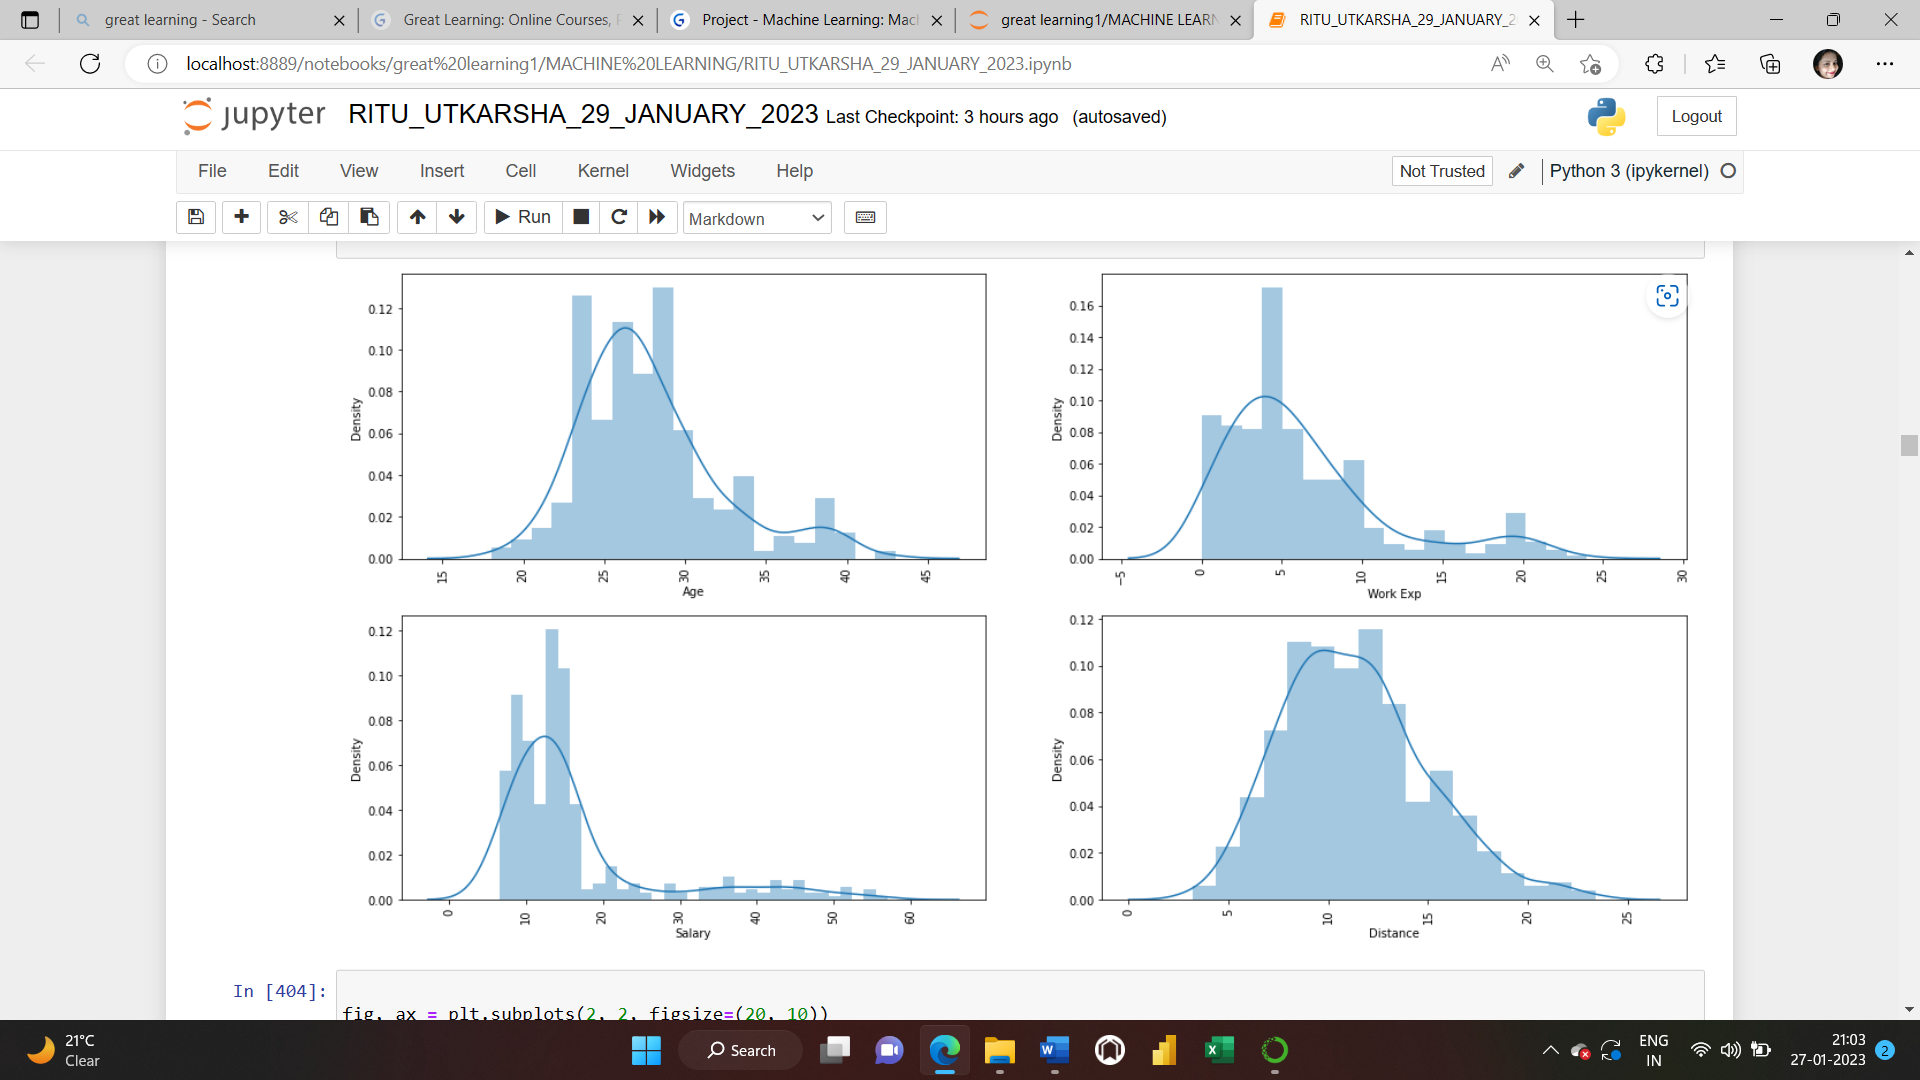 great learning - Search
Great Learning: Online Courses,
Project - Machine Learning: Mac
great learning1/MACHINE LEARN
RITU_UTKARSHA_29_JANUARY_2
localhost:8889/notebooks/great%20learning1/MACHINE%20LEARNING/RITU_UTKARSHA_29_JANUARY_2023.ipynb
jupyter RITU_UTKARSHA_29_JANUARY_2023 Last Checkpoint: 3 hours ago (autosaved)
Logout
File Edit View Insert Cell Kernel Widgets Help
Not Trusted Python 3 (ipykernel)
Run Markdown
0.12
0.10
0.08
0.06
0.04
0.02
0.00
Density
15 20 25 30 35 40 45
Age
0.16
0.14
0.12
0.10
0.08
0.06
0.04
0.02
0.00
Density
−5 0 5 10 15 20 25 30
Work Exp
0.12
0.10
0.08
0.06
0.04
0.02
0.00
Density
0 10 20 30 40 50 60
Salary
0.12
0.10
0.08
0.06
0.04
0.02
0.00
Density
0 5 10 15 20 25
Distance
In [404]:
fig, ax = plt.subplots(2, 2, figsize=(20, 10))
21°C
Clear
Search
ENG
IN
21:03
27-01-2023
2